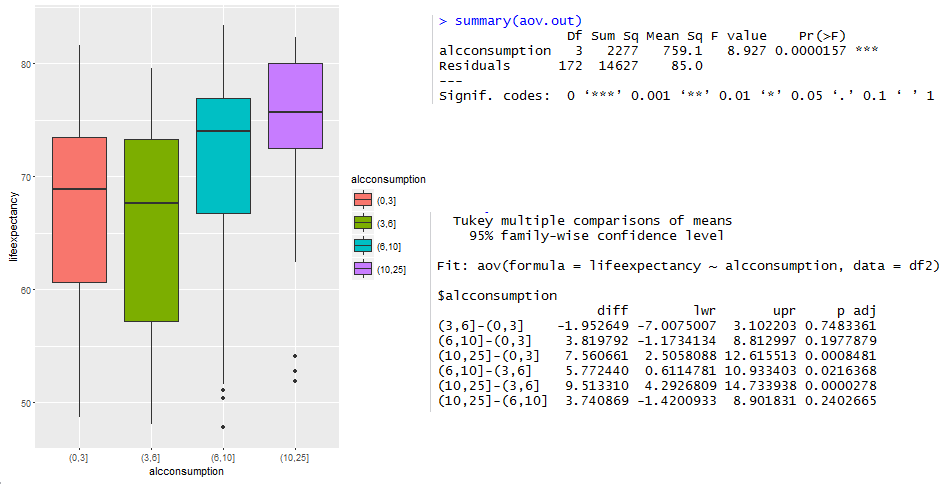 80
70
60
50
lifeexpectancy
(0,3]
(3,6]
(6,10]
(10,25]
alcconsumption
alcconsumption
(0,3]
(3,6]
(6,10]
(10,25]
> summary(aov.out)
Df Sum Sq Mean Sq F value Pr(>F)
alcconsumption 3 2277 759.1 8.927 0.0000157 ***
Residuals 172 14627 85.0
---
Signif. codes: 0 ‘***’ 0.001 ‘**’ 0.01 ‘*’ 0.05 ‘.’ 0.1 ‘ ’ 1
Tukey multiple comparisons of means
95% family-wise confidence level
Fit: aov(formula = lifeexpectancy ~ alcconsumption, data = df2)
$alcconsumption
diff lwr upr p adj
(3,6]-(0,3] -1.952649 -7.0075007 3.102203 0.7483361
(6,10]-(0,3] 3.819792 -1.1734134 8.812997 0.1977879
(10,25]-(0,3] 7.560661 2.5058088 12.615513 0.0008481
(6,10]-(3,6] 5.772440 0.6114781 10.933403 0.0216368
(10,25]-(3,6] 9.513310 4.2926809 14.733938 0.0000278
(10,25]-(6,10] 3.740869 -1.4200933 8.901831 0.2402665